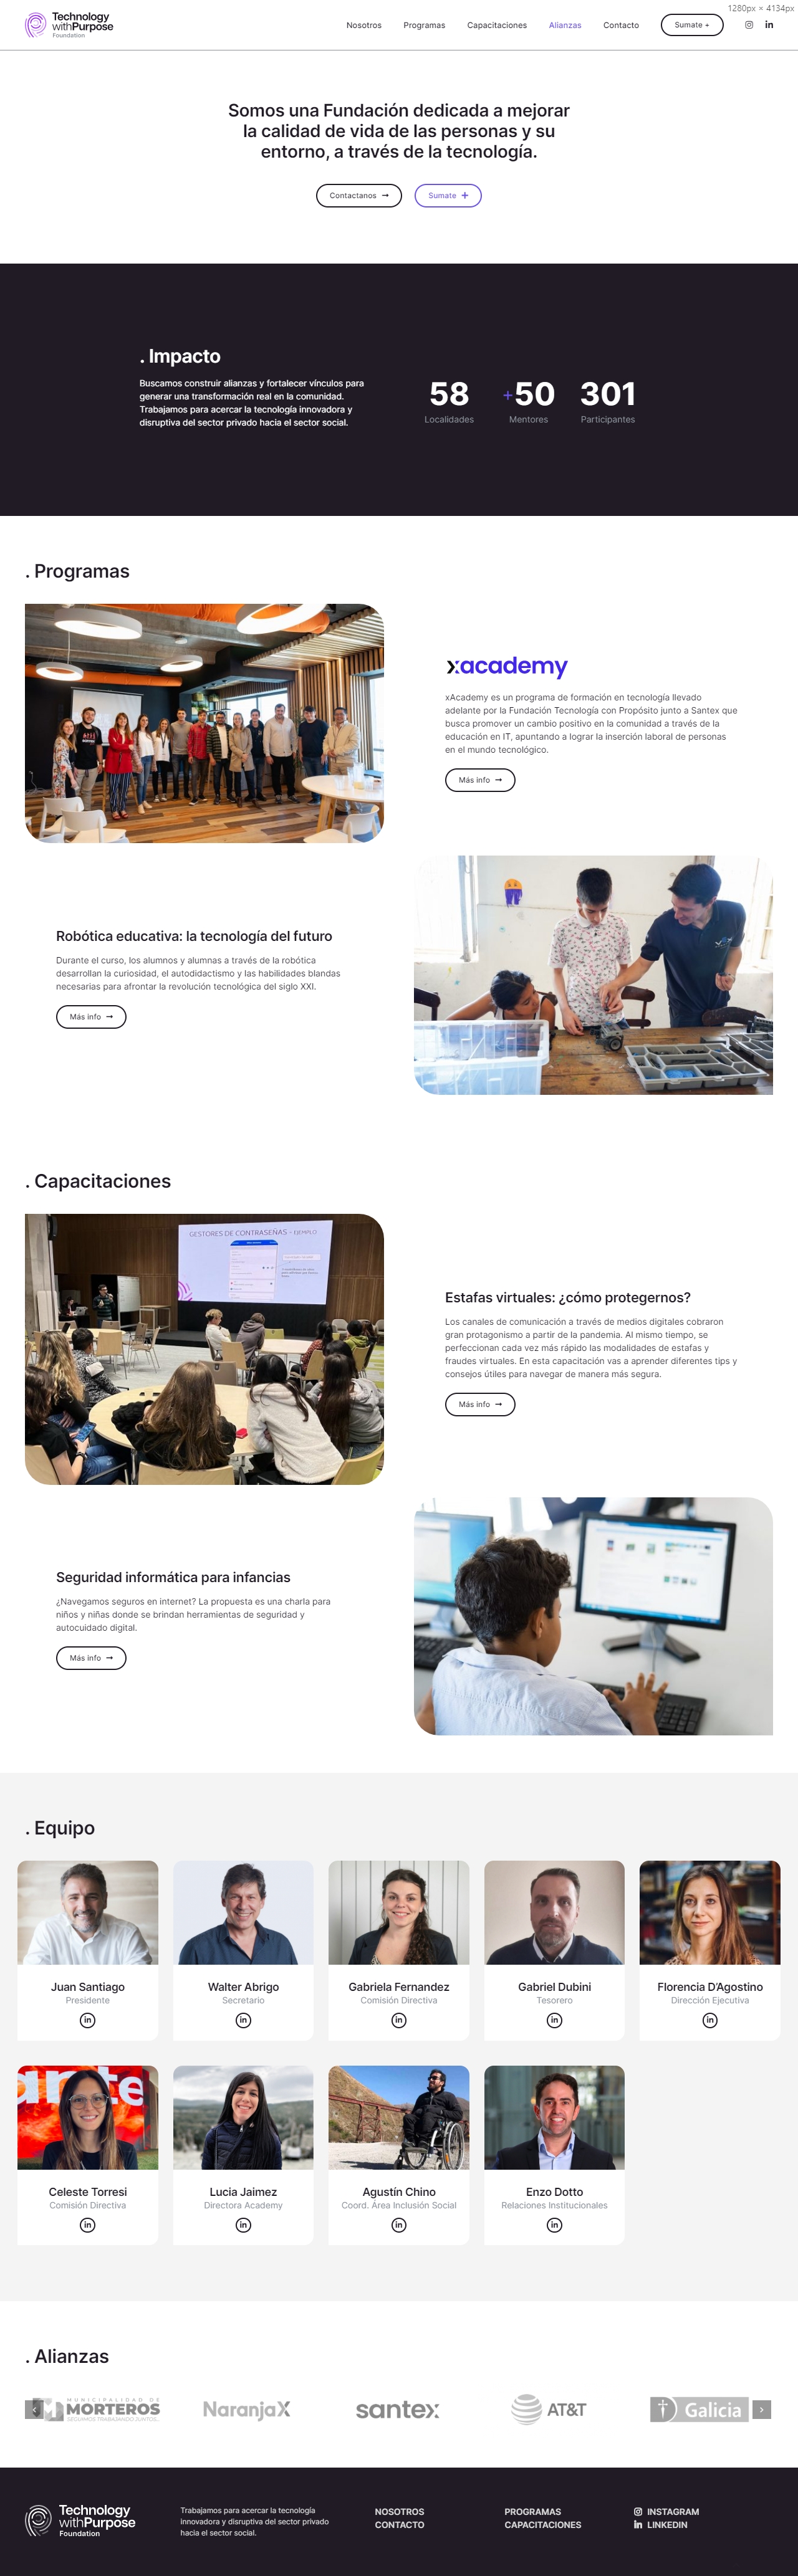 1280px × 4134px
Technology
withPurpose
Foundation
Nosotros Programas Capacitaciones Alianzas Contacto Sumate +
Somos una Fundación dedicada a mejorar
la calidad de vida de las personas y su
entorno, a través de la tecnología.
Contactanos Sumate
. Impacto
Buscamos construir alianzas y fortalecer vínculos para
generar una transformación real en la comunidad.
Trabajamos para acercar la tecnología innovadora y
disruptiva del sector privado hacia el sector social.
58 +50 301
Localidades Mentores Participantes
. Programas
xacademy
xAcademy es un programa de formación en tecnología llevado
adelante por la Fundación Tecnología con Propósito junto a Santex que
busca promover un cambio positivo en la comunidad a través de la
educación en IT, apuntando a lograr la inserción laboral de personas
en el mundo tecnológico.
Más info
Robótica educativa: la tecnología del futuro
Durante el curso, los alumnos y alumnas a través de la robótica
desarrollan la curiosidad, el autodidactismo y las habilidades blandas
necesarias para afrontar la revolución tecnológica del siglo XXI.
Más info
. Capacitaciones
GESTORES DE CONTRASEÑAS - EJEMPLO
Estafas virtuales: ¿cómo protegernos?
Los canales de comunicación a través de medios digitales cobraron
gran protagonismo a partir de la pandemia. Al mismo tiempo, se
perfeccionan cada vez más rápido las modalidades de estafas y
fraudes virtuales. En esta capacitación vas a aprender diferentes tips y
consejos útiles para navegar de manera más segura.
Más info
Seguridad informática para infancias
¿Navegamos seguros en internet? La propuesta es una charla para
niños y niñas donde se brindan herramientas de seguridad y
autocuidado digital.
Más info
. Equipo
Juan Santiago
Presidente
Walter Abrigo
Secretario
Gabriela Fernandez
Comisión Directiva
Gabriel Dubini
Tesorero
Florencia D'Agostino
Dirección Ejecutiva
Celeste Torresi
Comisión Directiva
Lucia Jaimez
Directora Academy
Agustín Chino
Coord. Área Inclusión Social
Enzo Dotto
Relaciones Institucionales
. Alianzas
MUNICIPALIDAD DE
MORTEROS
SEGUIMOS TRABAJANDO JUNTOS...
NaranjaX
santex
AT&T
Galicia
Technology
withPurpose
Foundation
Trabajamos para acercar la tecnología
innovadora y disruptiva del sector privado
hacia el sector social.
NOSOTROS
CONTACTO
PROGRAMAS
CAPACITACIONES
INSTAGRAM
LINKEDIN